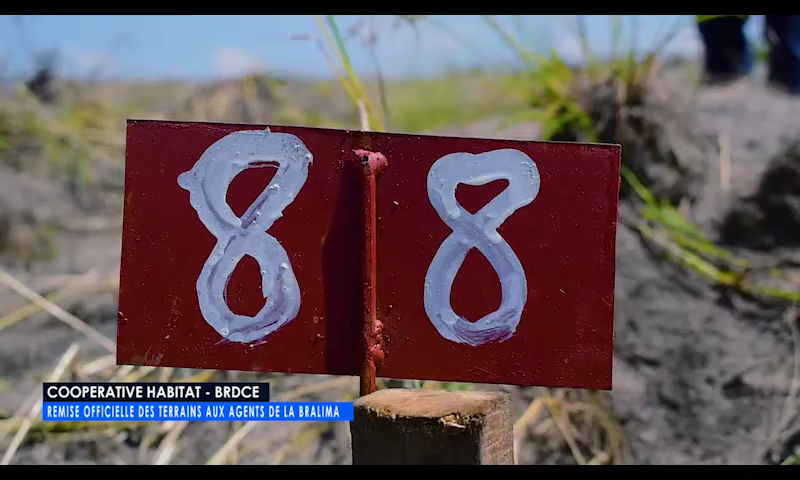 8 8
COOPERATIVE HABITAT - BRDCE
REMISE OFFICIELLE DES TERRAINS AUX AGENTS DE LA BRALIMA